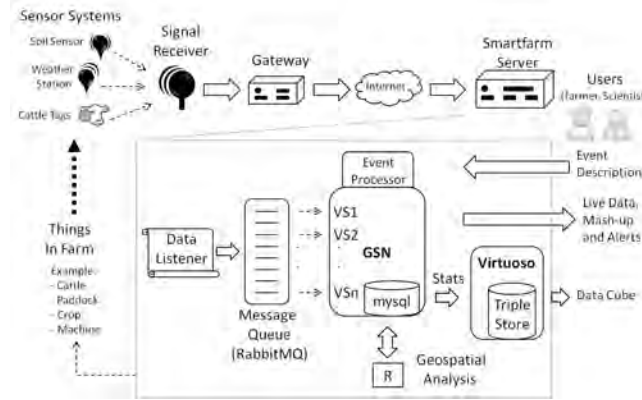 Sensor Systems
Soil Sensor
Weather
Station
Cattle Tags
Signal
Receiver
Gateway
Internet
Smartfarm
Server
Users
(farmer, Scientist
Event
Description
Live Data,
Mash-up
and Alerts
Data Cube
Things
In Farm
Example:
- Cattle
- Paddock
- Crop
- Machine
Data
Listener
Message
Queue
(RabbitMQ)
VS1
VS2
VSn
Event
Processor
GSN
mysql
Stats
Virtuoso
Triple
Store
R
Geospatial
Analysis